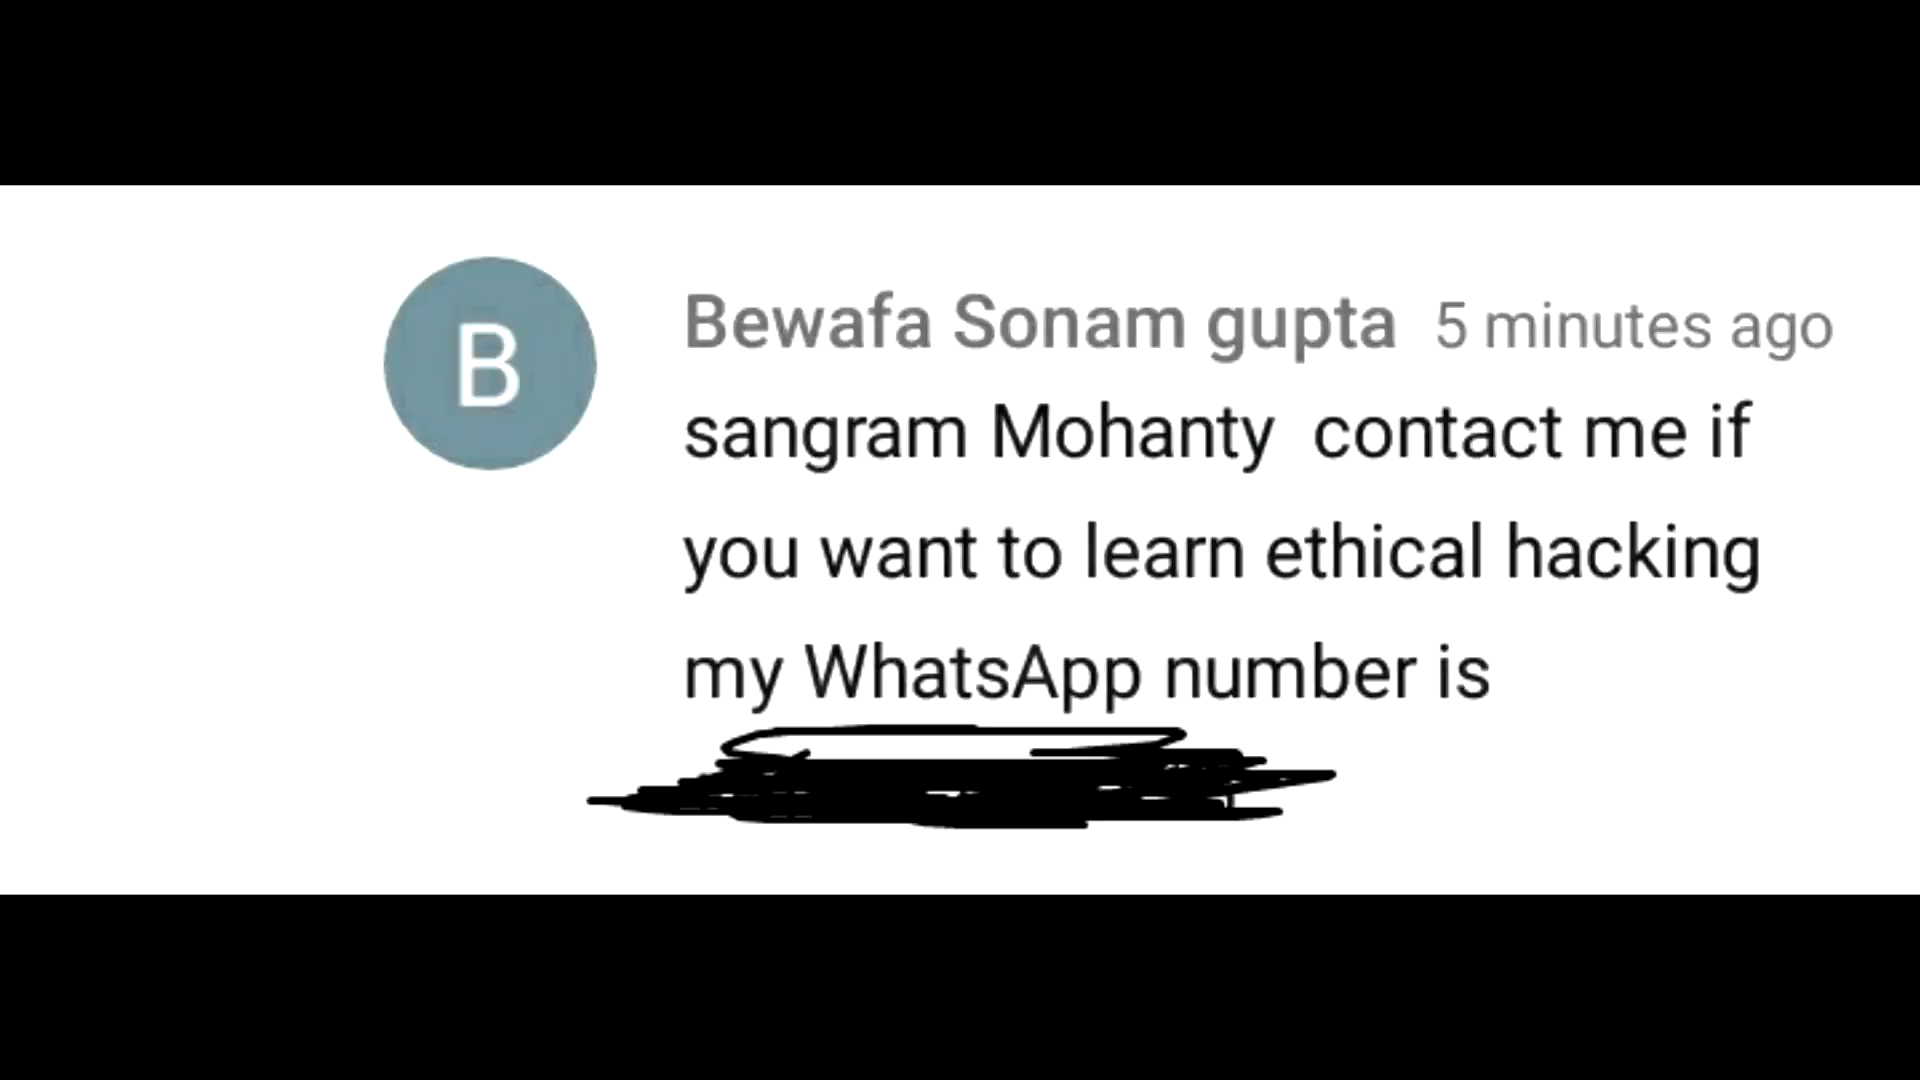 B
Bewafa Sonam gupta 5 minutes ago
sangram Mohanty contact me if
you want to learn ethical hacking
my WhatsApp number is